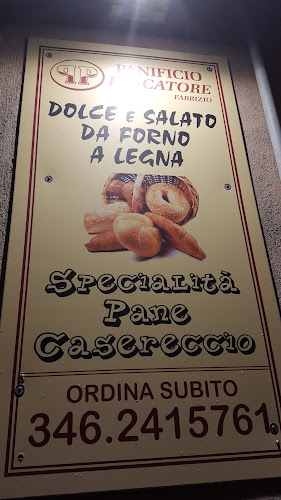 PANIFICIO
FABRIZIO
DOLCE E SALATO
DA FORNO
A LEGNA
Specialità
Pane
Casereccio
ORDINA SUBITO
346.2415761